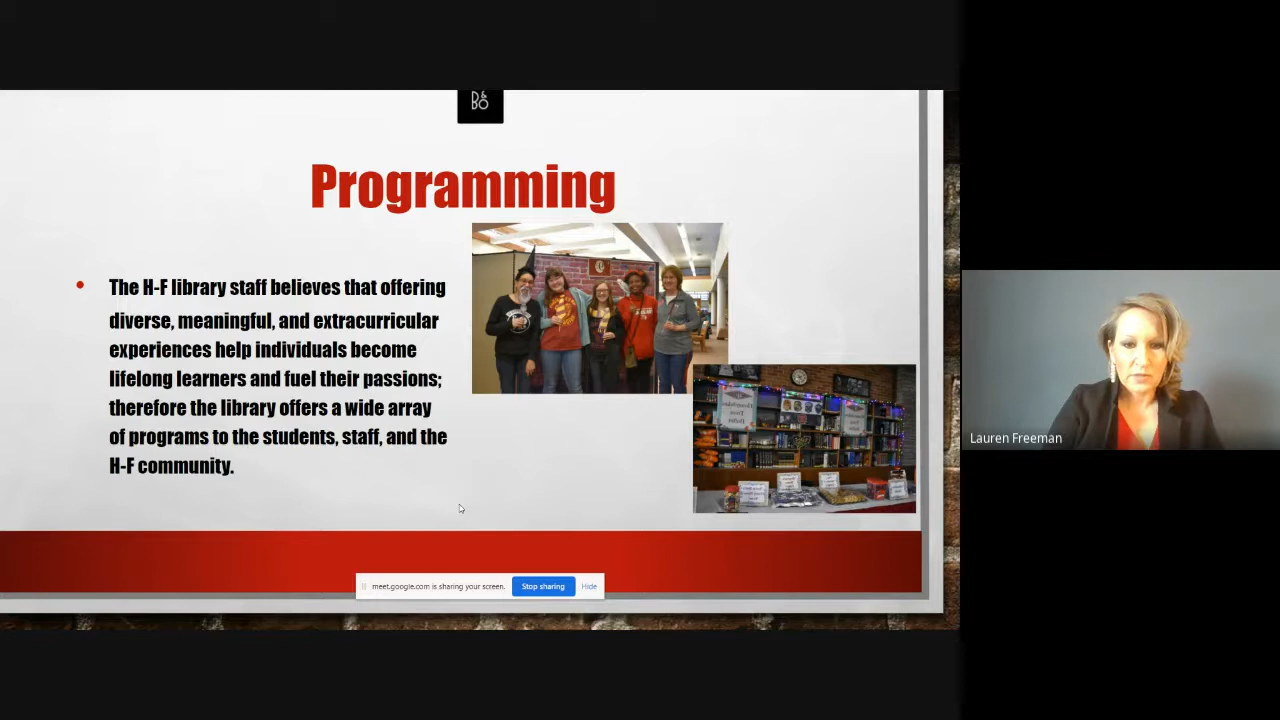 B&
BO
Programming
• The H-F library staff believes that offering
diverse, meaningful, and extracurricular
experiences help individuals become
lifelong learners and fuel their passions;
therefore the library offers a wide array
of programs to the students, staff, and the
H-F community.
meet.google.com is sharing your screen. Stop sharing Hide
Lauren Freeman